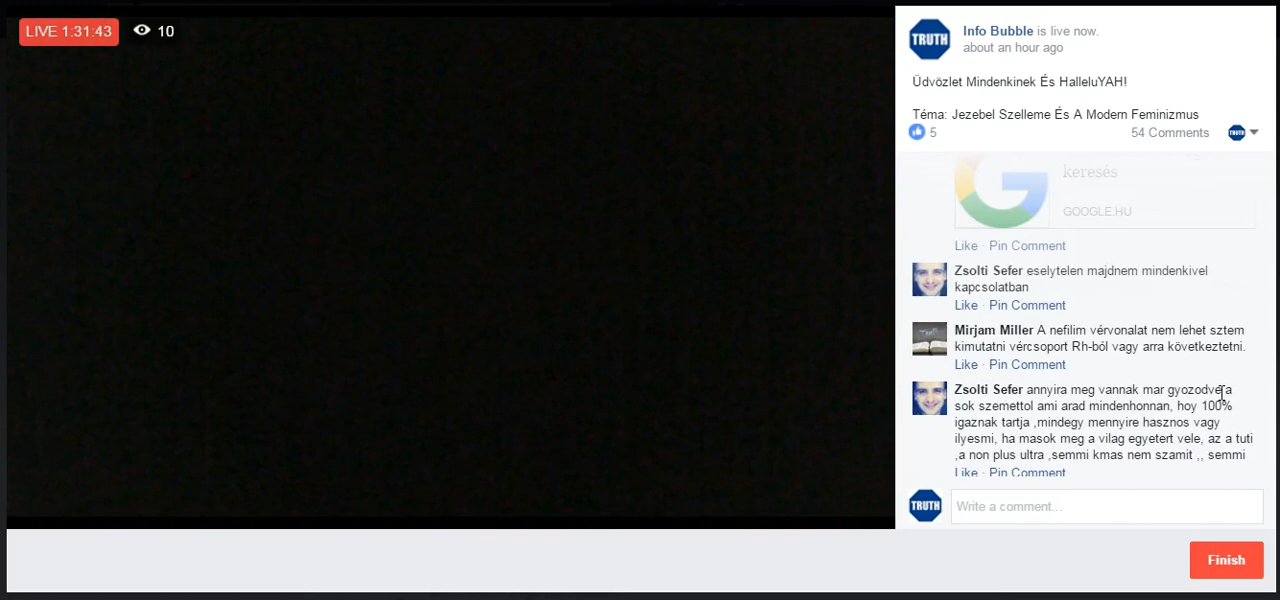 LIVE 1:31:43
10
TRUTH
Info Bubble is live now.
about an hour ago
Üdvözlet Mindenkinek És HalleluYAH!
Téma: Jezebel Szelleme És A Modern Feminizmus
5
54 Comments
TRUTH
keresés
GOOGLE.HU
Like · Pin Comment
Zsolti Sefer eselytelen majdnem mindenkivel
kapcsolatban
Like · Pin Comment
Mirjam Miller A nefilim vérvonalat nem lehet sztem
kimutatni vércsoport Rh-ból vagy arra következtetni.
Like · Pin Comment
Zsolti Sefer annyira meg vannak mar gyozodve a
sok szemettol ami arad mindenhonnan, hoy 100%
igaznak tartja ,mindegy mennyire hasznos vagy
ilyesmi, ha masok meg a vilag egyetert vele, az a tuti
,a non plus ultra ,semmi kmas nem szamit ,, semmi
Like · Pin Comment
TRUTH
Write a comment...
Finish